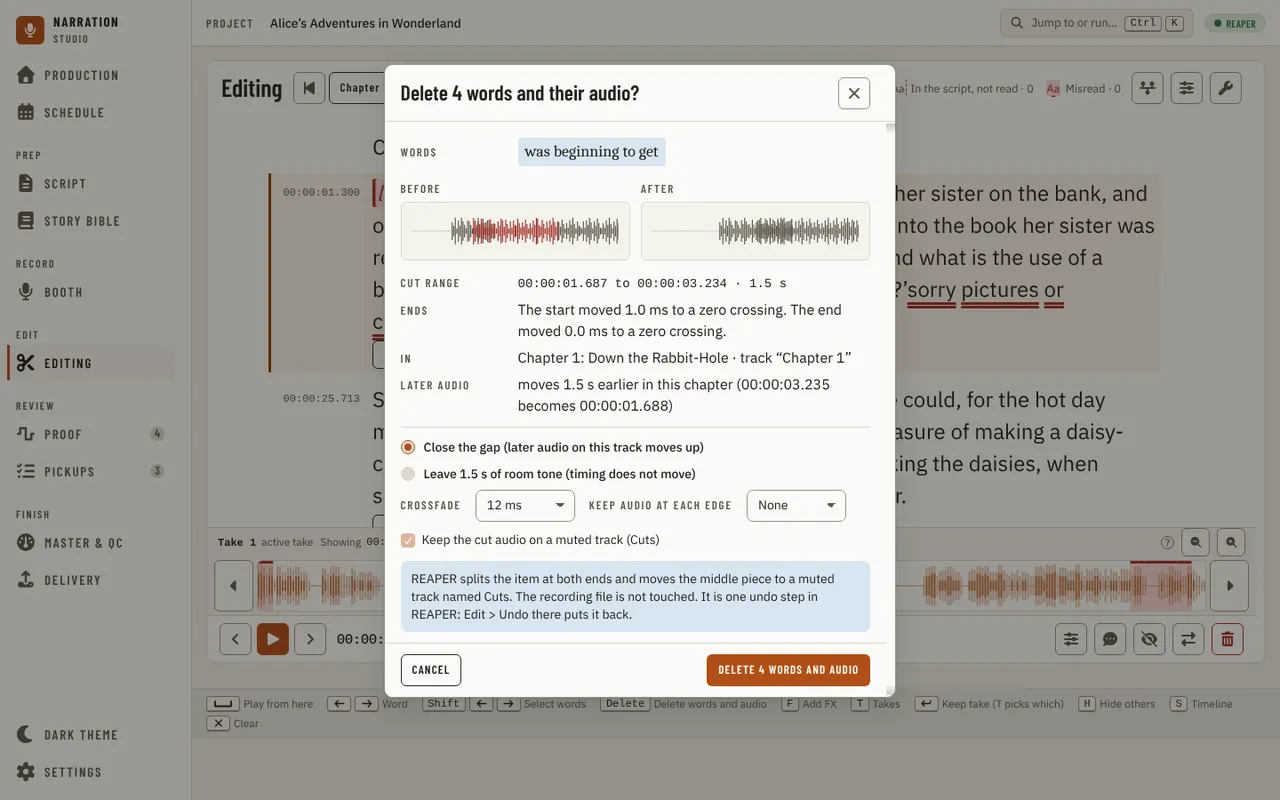 NARRATION
STUDIO
PROJECT Alice's Adventures in Wonderland
Jump to or run... Ctrl K
REAPER
PRODUCTION
SCHEDULE
PREP
SCRIPT
STORY BIBLE
RECORD
BOOTH
EDIT
EDITING
REVIEW
PROOF 4
PICKUPS 3
FINISH
MASTER & QC
DELIVERY
DARK THEME
SETTINGS
Editing Chapter
In the script, not read · 0 Aa Misread · 0
Delete 4 words and their audio?
WORDS was beginning to get
BEFORE AFTER
CUT RANGE 00:00:01.687 to 00:00:03.234 · 1.5 s
ENDS The start moved 1.0 ms to a zero crossing. The end
moved 0.0 ms to a zero crossing.
IN Chapter 1: Down the Rabbit-Hole · track “Chapter 1”
LATER AUDIO moves 1.5 s earlier in this chapter (00:00:03.235
becomes 00:00:01.688)
Close the gap (later audio on this track moves up)
Leave 1.5 s of room tone (timing does not move)
CROSSFADE 12 ms KEEP AUDIO AT EACH EDGE None
Keep the cut audio on a muted track (Cuts)
REAPER splits the item at both ends and moves the middle piece to a muted
track named Cuts. The recording file is not touched. It is one undo step in
REAPER: Edit > Undo there puts it back.
CANCEL DELETE 4 WORDS AND AUDIO
00:00:01.300
her sister on the bank, and
nto the book her sister was
nd what is the use of a
?’sorry pictures or
00:00:25.713
could, for the hot day
asure of making a daisy-
king the daisies, when
r.
Take 1 active take Showing 00:
00:00:
Play from here Word Shift Select words Delete Delete words and audio F Add FX T Takes Keep take (T picks which) H Hide others S Timeline
Clear